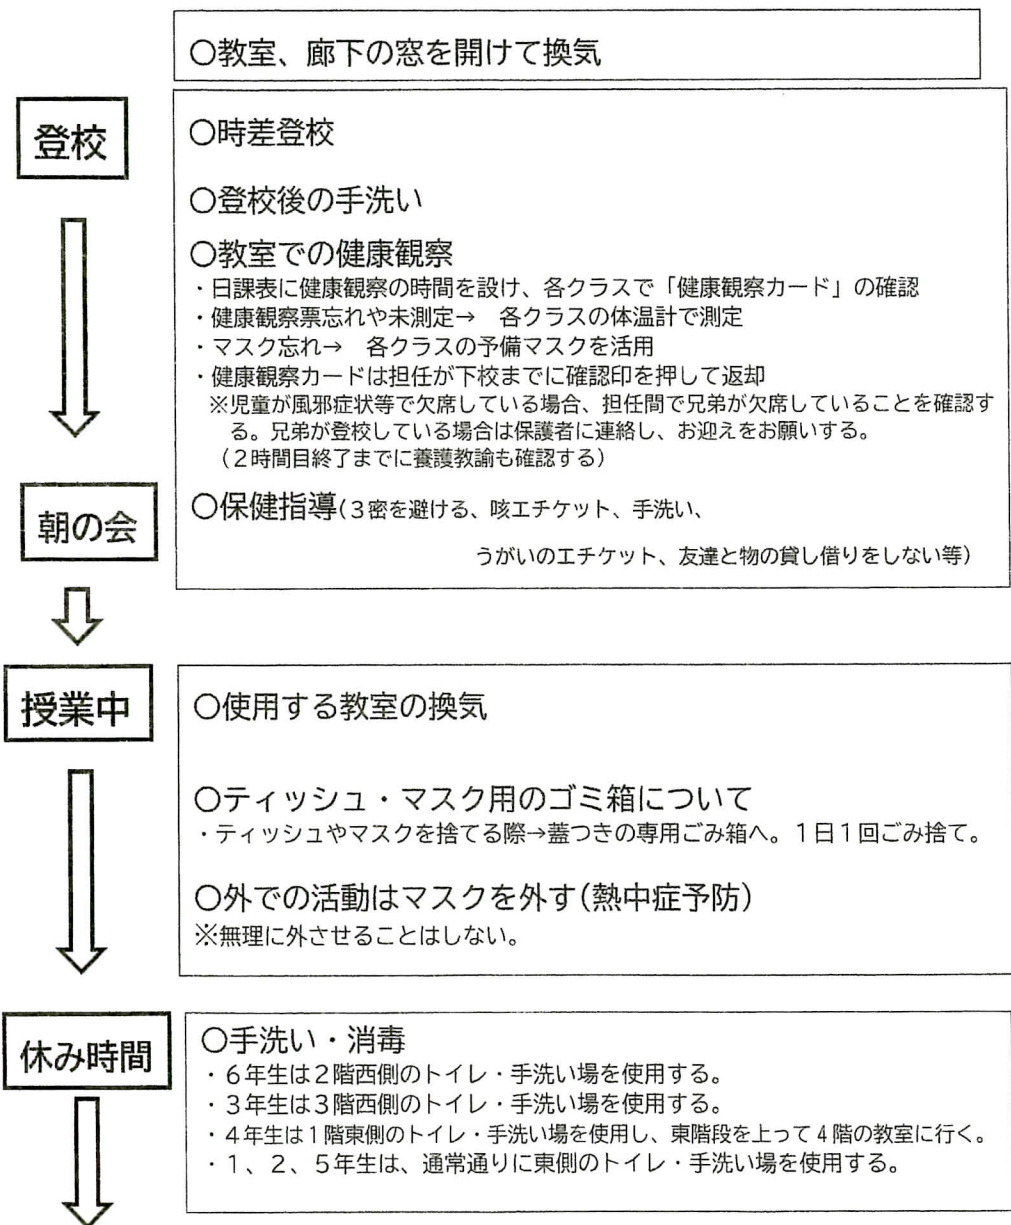 〇教室、廊下の窓を開けて換気
登校
〇時差登校
〇登校後の手洗い
〇教室での健康観察
・日課表に健康観察の時間を設け、各クラスで「健康観察カード」の確認
・健康観察票忘れや未測定→　各クラスの体温計で測定
・マスク忘れ→　各クラスの予備マスクを活用
・健康観察カードは担任が下校までに確認印を押して返却
※児童が風邪症状等で欠席している場合、担任間で兄弟が欠席していることを確認す
る。兄弟が登校している場合は保護者に連絡し、お迎えをお願いする。
（２時間目終了までに養護教諭も確認する）
朝の会
〇保健指導(３密を避ける、咳エチケット、手洗い、
うがいのエチケット、友達と物の貸し借りをしない等)
授業中
〇使用する教室の換気
〇ティッシュ・マスク用のゴミ箱について
・ティッシュやマスクを捨てる際→蓋つきの専用ごみ箱へ。１日１回ごみ捨て。
〇外での活動はマスクを外す(熱中症予防)
※無理に外させることはしない。
休み時間
〇手洗い・消毒
・６年生は２階西側のトイレ・手洗い場を使用する。
・３年生は３階西側のトイレ・手洗い場を使用する。
・４年生は１階東側のトイレ・手洗い場を使用し、東階段を上って４階の教室に行く。
・１、２、５年生は、通常通りに東側のトイレ・手洗い場を使用する。